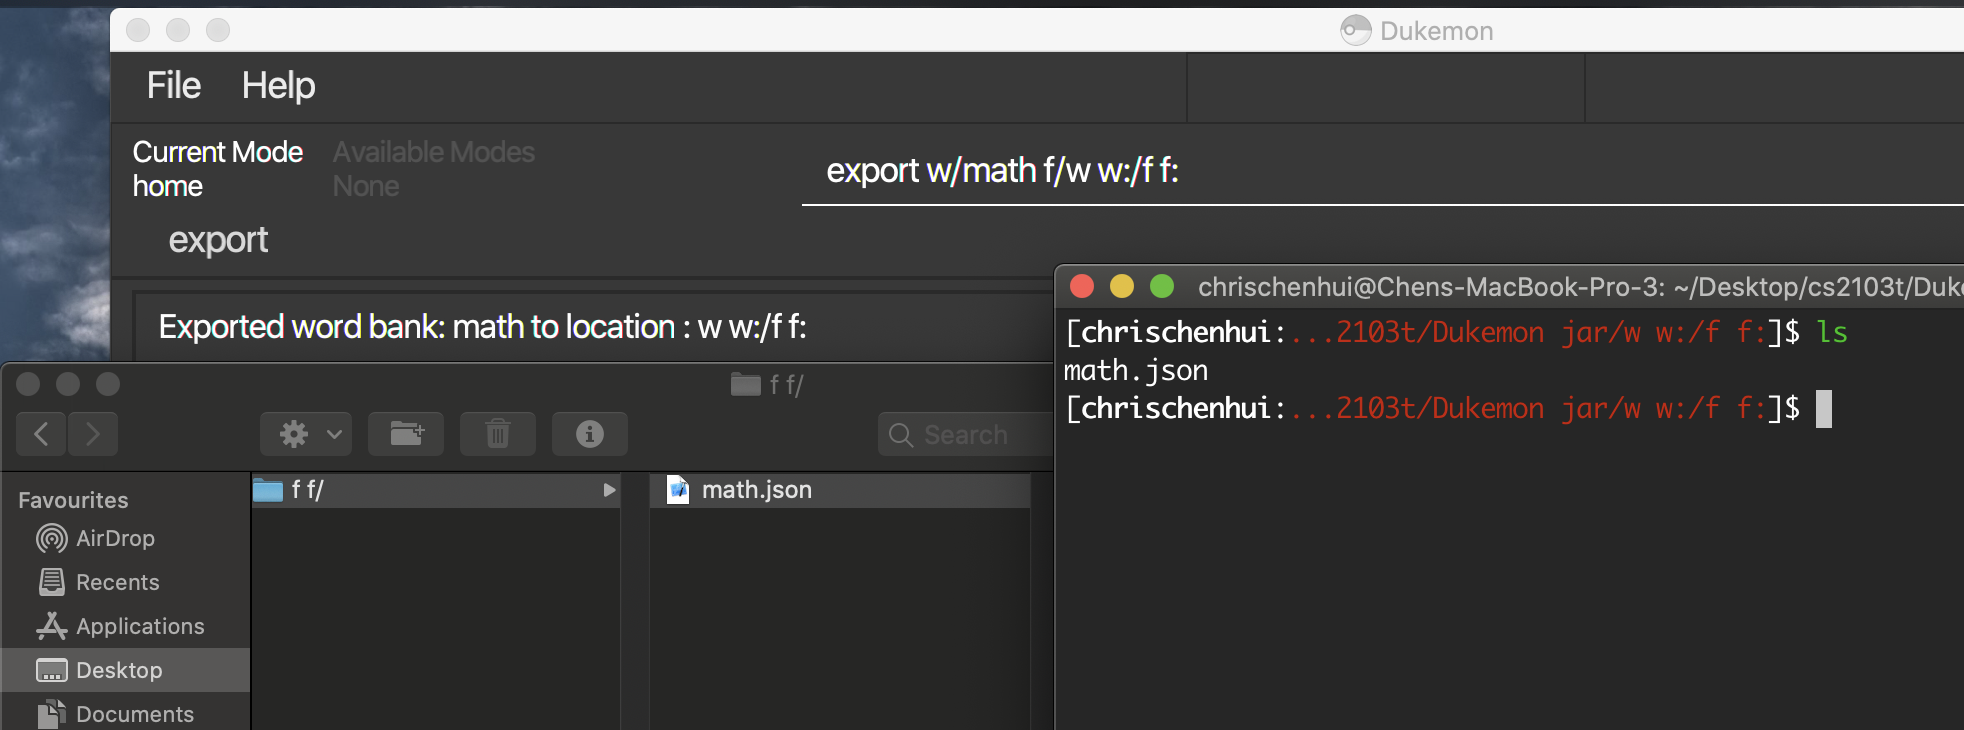 Dukemon
File Help
Current Mode Available Modes
home None
export w/math f/w w:/f f:
export
Exported word bank: math to location : w w:/f f:
chrischenhui@Chens-MacBook-Pro-3: ~/Desktop/cs2103t/Duke
[chrischenhui:...2103t/Dukemon jar/w w:/f f:]$ ls
math.json
[chrischenhui:...2103t/Dukemon jar/w w:/f f:]$
f f/
Search
Favourites
AirDrop
Recents
Applications
Desktop
Documents
f f/
math.json